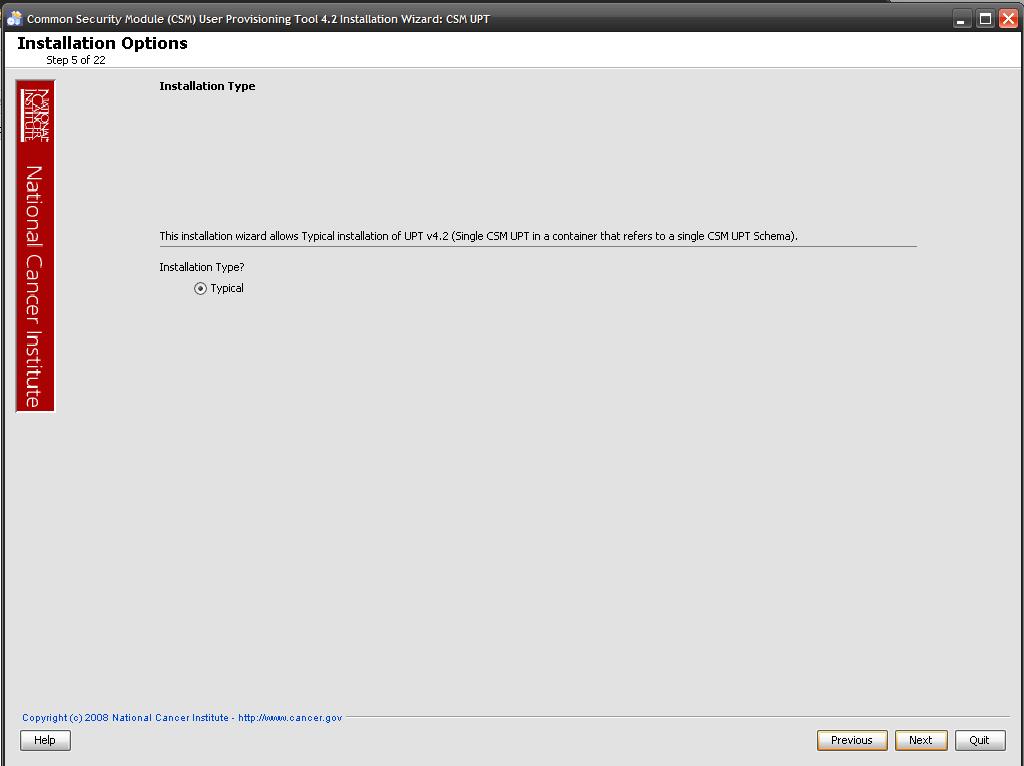 Common Security Module (CSM) User Provisioning Tool 4.2 Installation Wizard: CSM UPT
Installation Options
Step 5 of 22
NATIONAL
CANCER
INSTITUTE
National Cancer Institute
Installation Type
This installation wizard allows Typical installation of UPT v4.2 (Single CSM UPT in a container that refers to a single CSM UPT Schema).
Installation Type?
Typical
Copyright (c) 2008 National Cancer Institute - http://www.cancer.gov
Help
Previous
Next
Quit